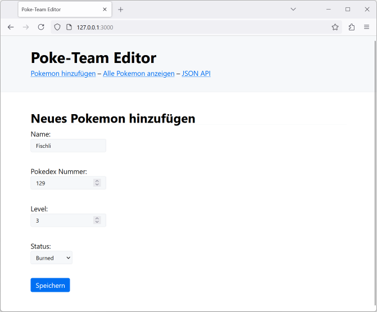 Poke-Team Editor
127.0.0.1:3000
Poke-Team Editor
Pokemon hinzufügen – Alle Pokemon anzeigen – JSON API
Neues Pokemon hinzufügen
Name:
Fischli
Pokedex Nummer:
129
Level:
3
Status:
Burned
Speichern